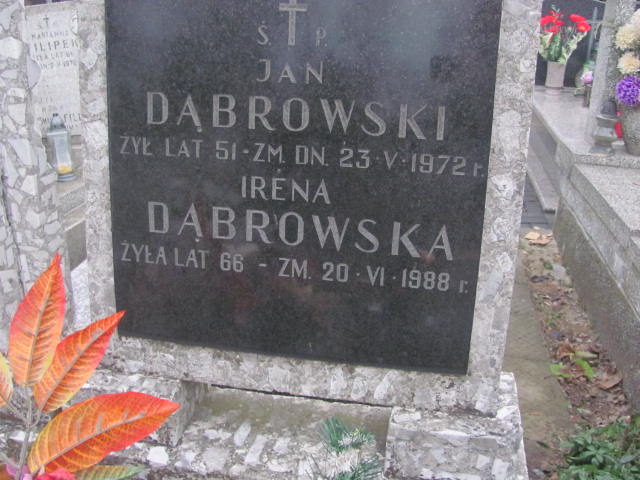 Ś. P.
JAN
DĄBROWSKI
ŻYŁ LAT 51 - ZM. DN. 23 · V · 1972 r.
IRENA
DĄBROWSKA
ŻYŁA LAT 66 - ZM. 20 · VI · 1988 r.